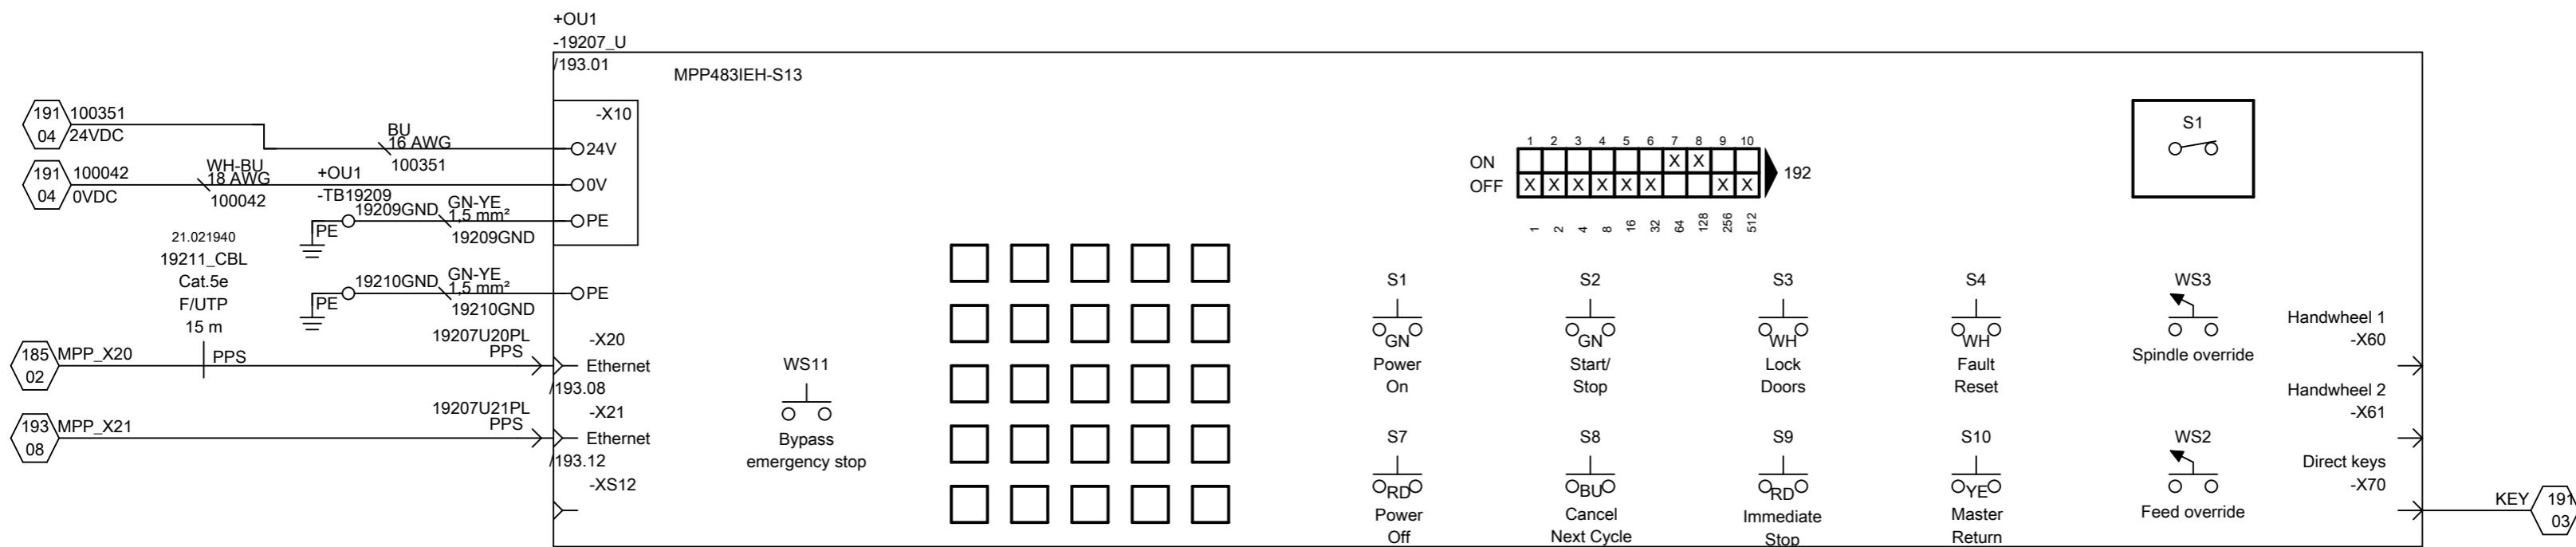 +OU1
-19207_U
/193.01
MPP483IEH-S13
191
04
100351
24VDC
BU
16 AWG
100351
-X10
24V
191
04
100042
0VDC
WH-BU
18 AWG
100042
+OU1
-TB19209
0V
PE
19209GND
GN-YE
1,5 mm²
19209GND
PE
21.021940
19211_CBL
Cat.5e
F/UTP
15 m
PE
19210GND
GN-YE
1,5 mm²
19210GND
PE
185
02
MPP_X20
PPS
19207U20PL
PPS
-X20
Ethernet
/193.08
193
08
MPP_X21
19207U21PL
PPS
-X21
Ethernet
/193.12
-XS12
WS11
Bypass
emergency stop
1 2 3 4 5 6 7 8 9 10
ON X X
OFF X X X X X X X X
192
1 2 4 8 16 32 64 128 256 512
S1
S1
GN
Power
On
S2
GN
Start/
Stop
S3
WH
Lock
Doors
S4
WH
Fault
Reset
WS3
Spindle override
S7
RD
Power
Off
S8
BU
Cancel
Next Cycle
S9
RD
Immediate
Stop
S10
YE
Master
Return
WS2
Feed override
Handwheel 1
-X60
Handwheel 2
-X61
Direct keys
-X70
KEY
191
03